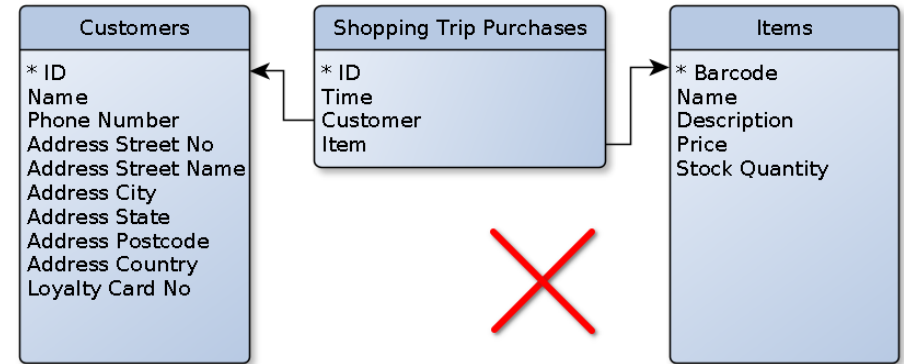 Customers
* ID
Name
Phone Number
Address Street No
Address Street Name
Address City
Address State
Address Postcode
Address Country
Loyalty Card No
Shopping Trip Purchases
* ID
Time
Customer
Item
Items
* Barcode
Name
Description
Price
Stock Quantity